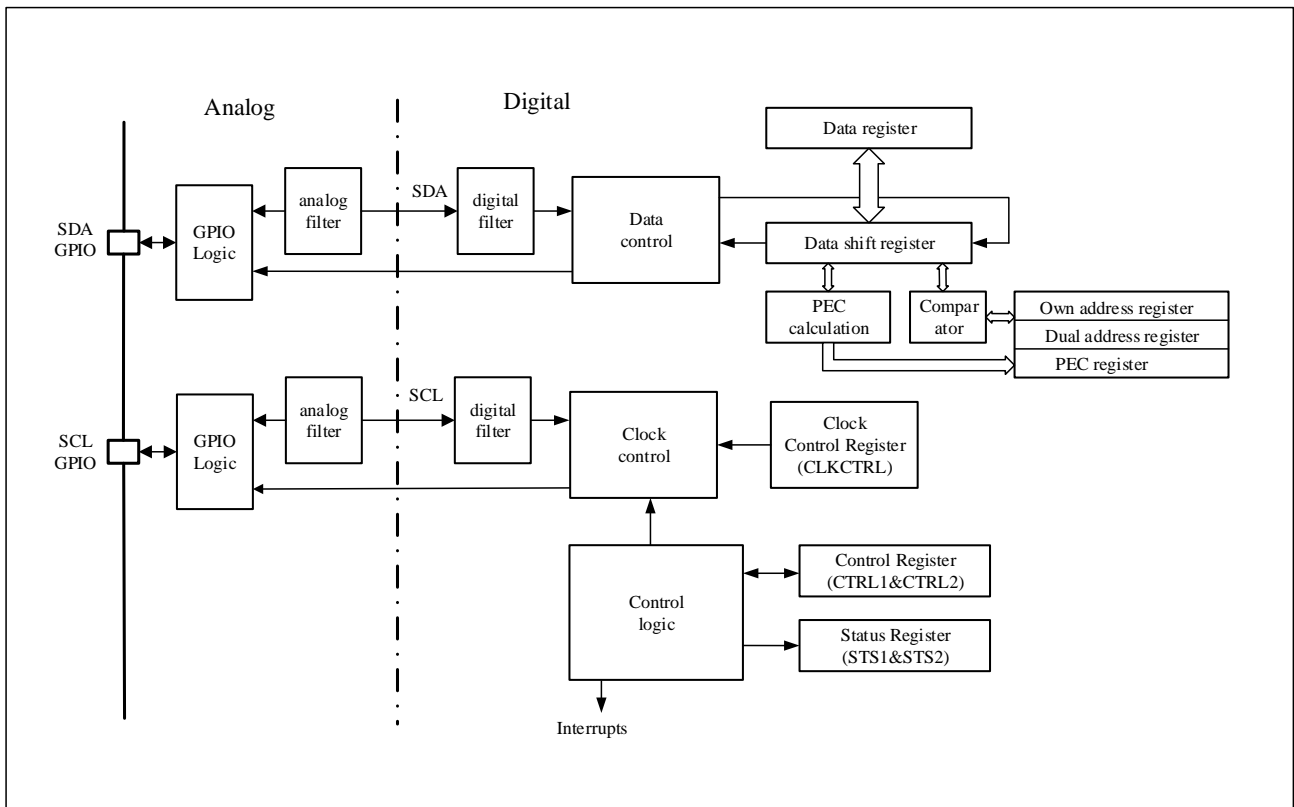 Analog
Digital
Data register
SDA
GPIO
GPIO
Logic
analog
filter
SDA
digital
filter
Data
control
Data shift register
PEC
calculation
Compar
ator
Own address register
Dual address register
PEC register
SCL
GPIO
GPIO
Logic
analog
filter
SCL
digital
filter
Clock
control
Clock
Control Register
(CLKCTRL)
Control
logic
Control Register
(CTRL1&CTRL2)
Status Register
(STS1&STS2)
Interrupts